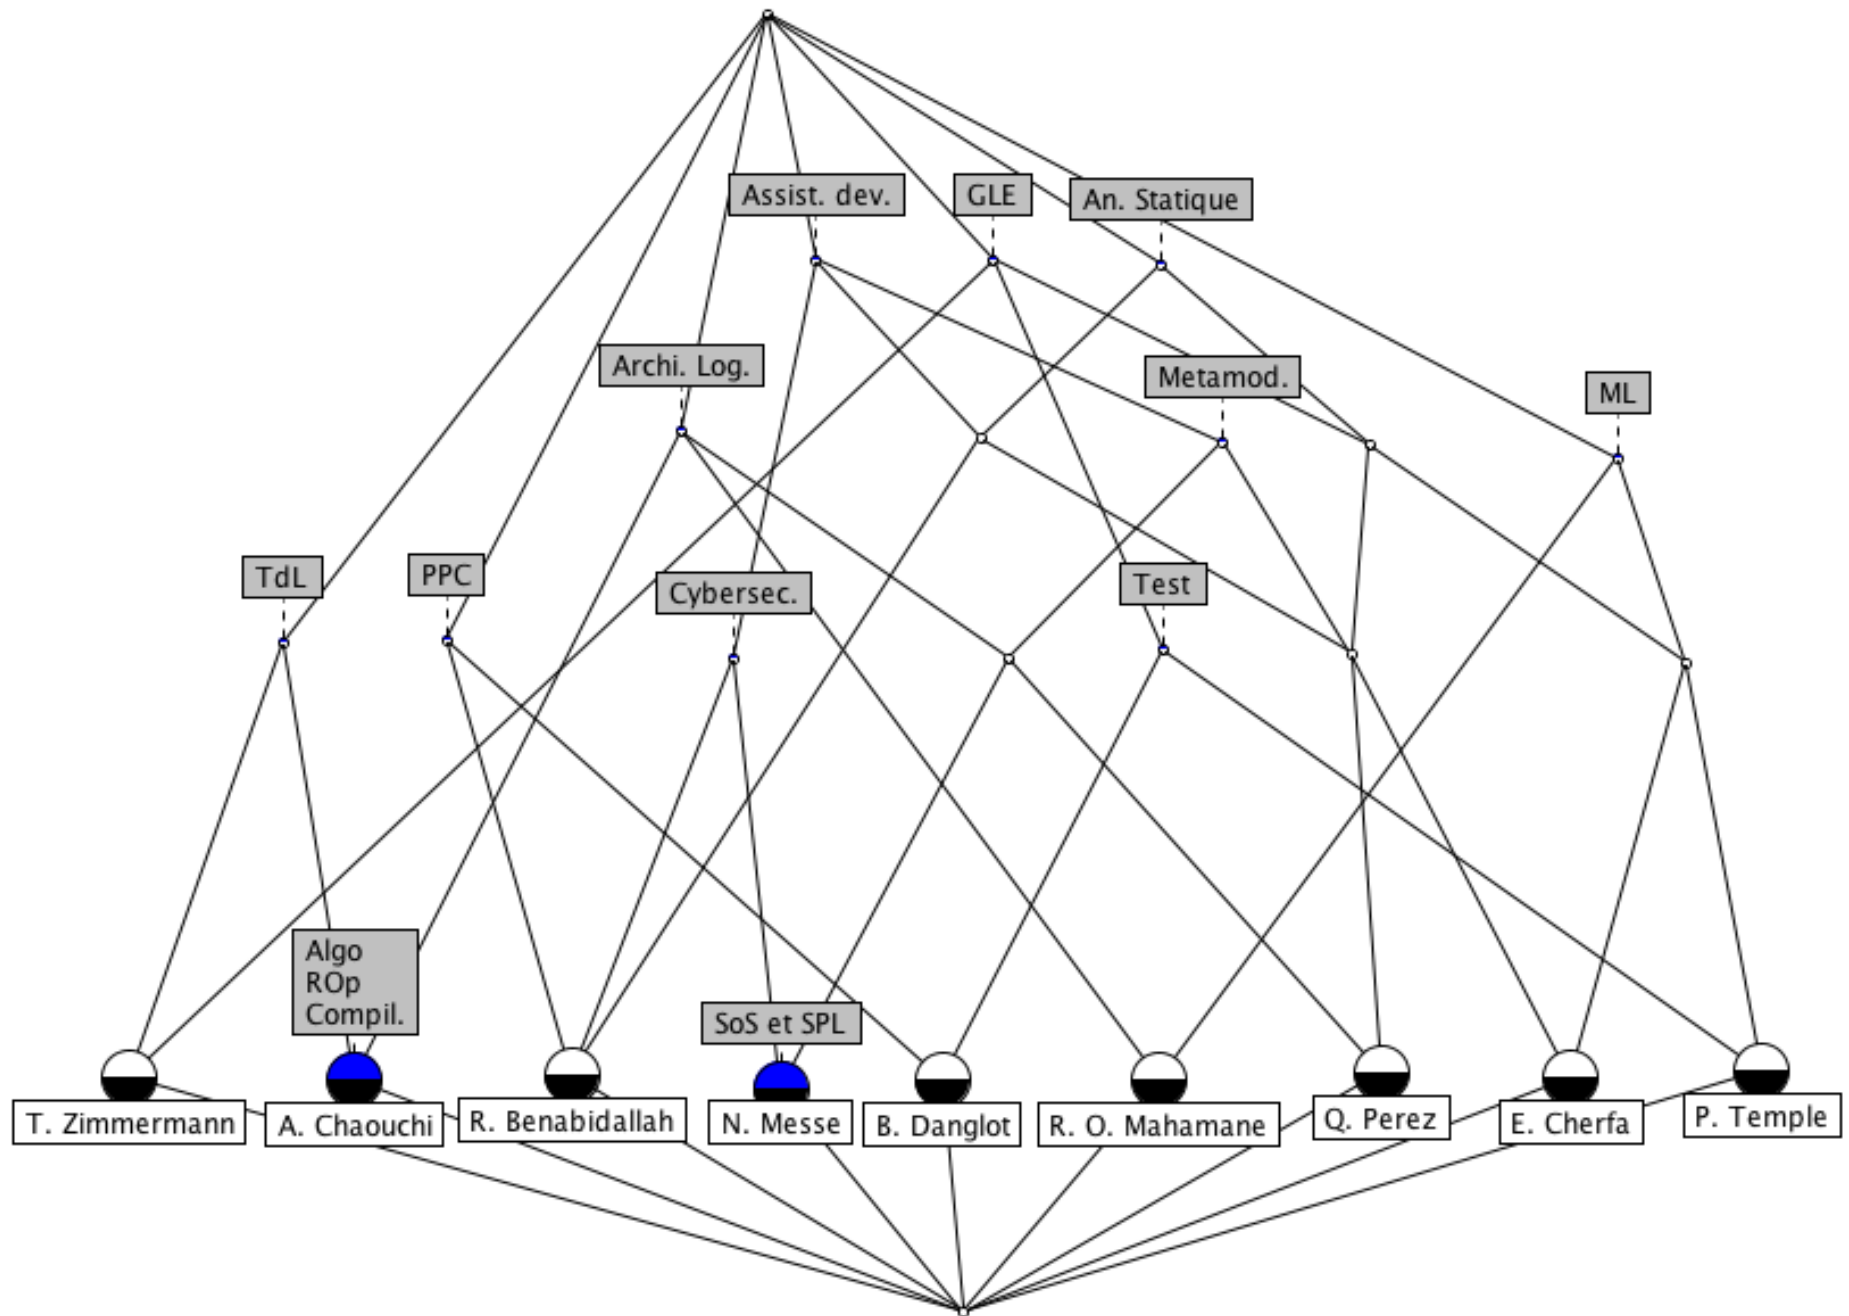 Assist. dev.
GLE
An. Statique
Archi. Log.
Metamod.
ML
TdL
PPC
Cybersec.
Test
Algo
ROp
Compil.
SoS et SPL
T. Zimmermann
A. Chaouchi
R. Benabidallah
N. Messe
B. Danglot
R. O. Mahamane
Q. Perez
E. Cherfa
P. Temple